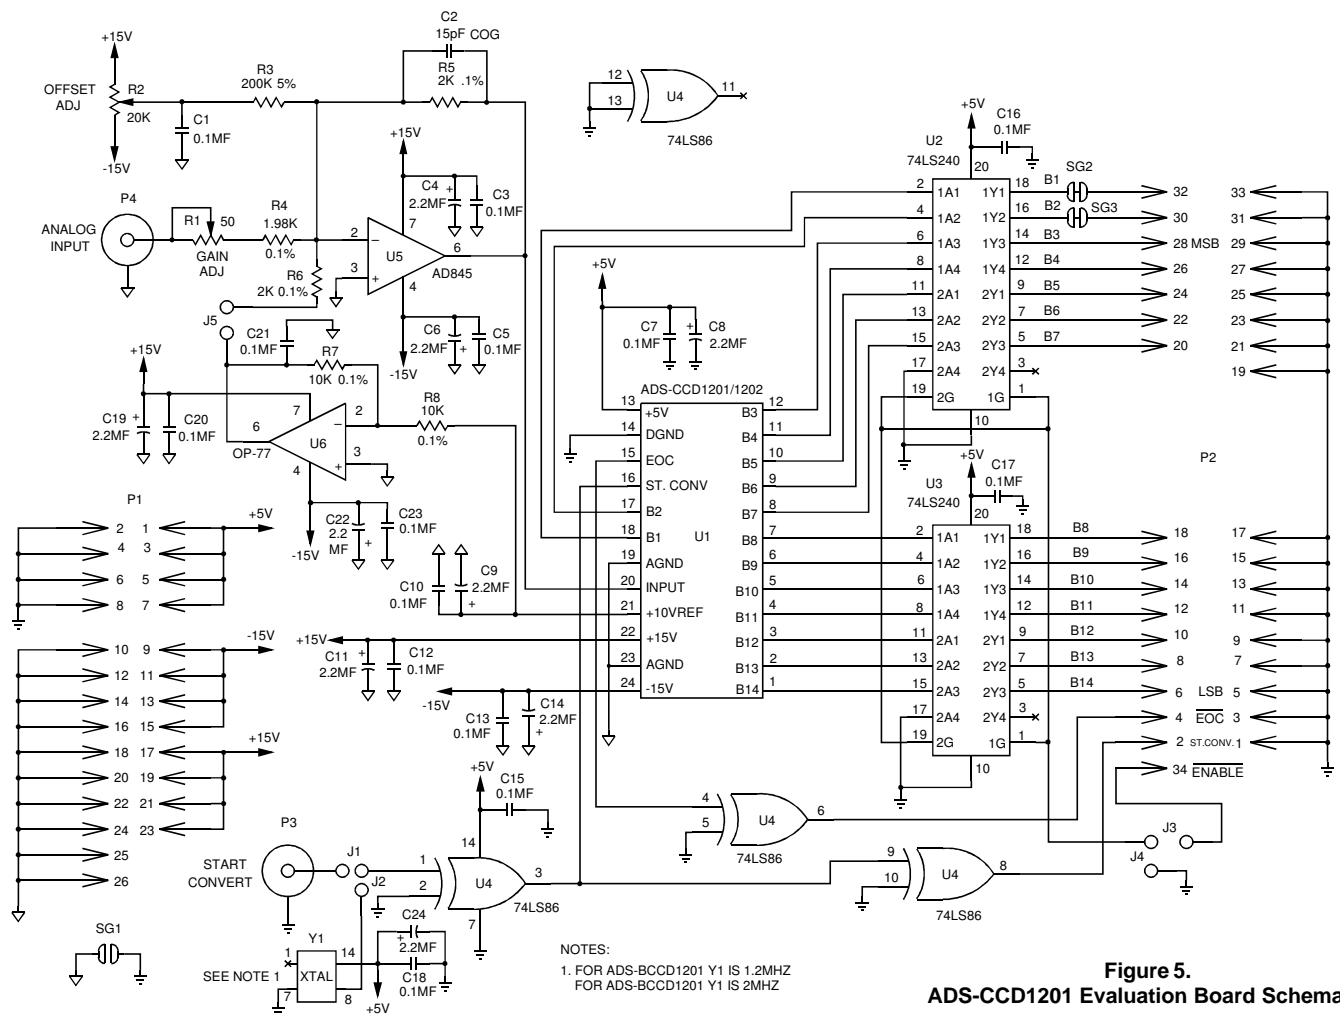 C2
15pF COG
+15V
R3
200K 5%
R5
2K .1%
OFFSET
ADJ
R2
20K
C1
0.1MF
-15V
12
13
U4
11
74LS86
P4
ANALOG
INPUT
R1
50
GAIN
ADJ
R4
1.98K
0.1%
R6
2K 0.1%
+15V
C4
+
2.2MF
C3
0.1MF
7
2
3
−
+
U5
6
4
AD845
C6
2.2MF
+
C5
0.1MF
-15V
J5
C21
0.1MF
R7
10K 0.1%
+15V
C19
+
2.2MF
C20
0.1MF
7
2
−
6
U6
3
+
OP-77
4
R8
10K
0.1%
-15V
C22
2.2
MF
+
C23
0.1MF
C10
0.1MF
C9
2.2MF
+
+5V
C7
0.1MF
+
C8
2.2MF
ADS-CCD1201/1202
13 +5V B3 12
14 DGND B4 11
15 EOC B5 10
16 ST. CONV B6 9
17 B2 B7 8
18 B1 U1 B8 7
19 AGND B9 6
20 INPUT B10 5
21 +10VREF B11 4
22 +15V B12 3
23 AGND B13 2
24 -15V B14 1
+15V
C11
+
2.2MF
C12
0.1MF
-15V
C13
0.1MF
C14
2.2MF
+
+5V
C16
0.1MF
U2
74LS240
20
2 1A1 1Y1 18 B1 SG2 32 33
4 1A2 1Y2 16 B2 SG3 30 31
6 1A3 1Y3 14 B3 28 MSB 29
8 1A4 1Y4 12 B4 26 27
11 2A1 2Y1 9 B5 24 25
13 2A2 2Y2 7 B6 22 23
15 2A3 2Y3 5 B7 20 21
17 2A4 2Y4 3 19
19 2G 1G 1
10
+5V
C17
0.1MF
U3
74LS240
20
P2
2 1A1 1Y1 18 B8 18 17
4 1A2 1Y2 16 B9 16 15
6 1A3 1Y3 14 B10 14 13
8 1A4 1Y4 12 B11 12 11
11 2A1 2Y1 9 B12 10 9
13 2A2 2Y2 7 B13 8 7
15 2A3 2Y3 5 B14 6 LSB 5
17 2A4 2Y4 3 4 EOC 3
19 2G 1G 1 2 ST.CONV. 1
10
34 ENABLE
P1
2 1 +5V
4 3
6 5
8 7
10 9 -15V
12 11
14 13
16 15
18 17 +15V
20 19
22 21
24 23
25
26
SG1
P3
START
CONVERT
J1
J2
+5V
C15
0.1MF
14
1
2
U4
3
74LS86
7
4
5
U4
6
74LS86
9
10
U4
8
74LS86
J3
J4
Y1
1
14
XTAL
7
8
SEE NOTE 1
C24
+
2.2MF
C18
0.1MF
+5V
NOTES:
1. FOR ADS-BCCD1201 Y1 IS 1.2MHZ
FOR ADS-BCCD1201 Y1 IS 2MHZ
Figure 5.
ADS-CCD1201 Evaluation Board Schema